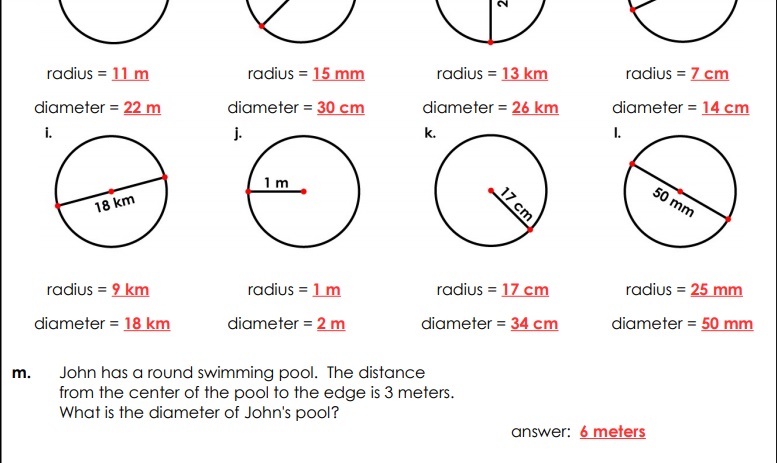 2
radius = 11 m radius = 15 mm radius = 13 km radius = 7 cm
diameter = 22 m diameter = 30 cm diameter = 26 km diameter = 14 cm
i. j. k. l.
18 km 1 m 17 cm 50 mm
radius = 9 km radius = 1 m radius = 17 cm radius = 25 mm
diameter = 18 km diameter = 2 m diameter = 34 cm diameter = 50 mm
m. John has a round swimming pool. The distance
from the center of the pool to the edge is 3 meters.
What is the diameter of John's pool?
answer: 6 meters